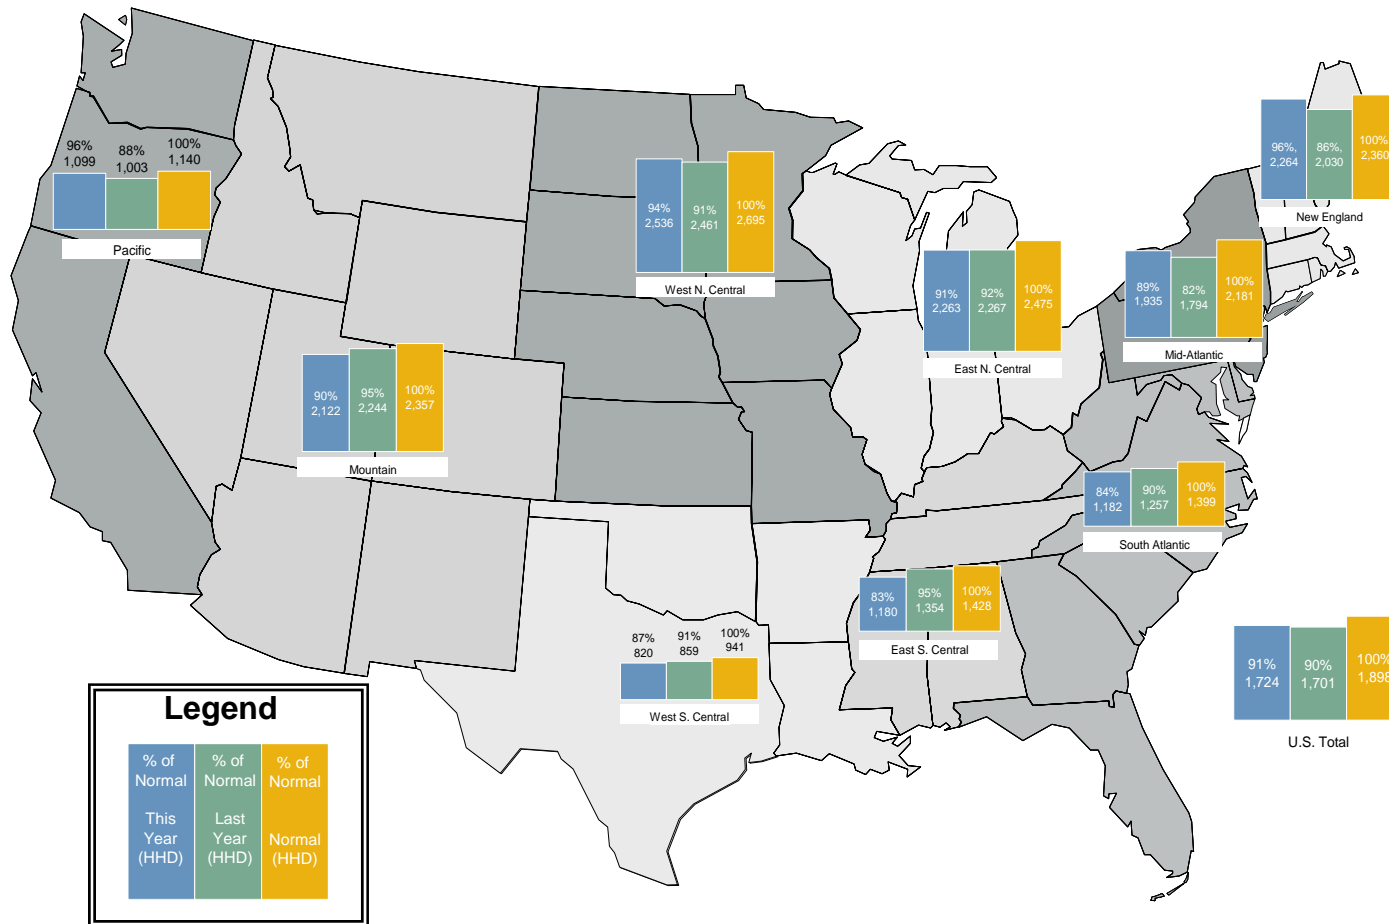 96%
1,099
88%
1,003
100%
1,140
Pacific
94%
2,536
91%
2,461
100%
2,695
West N. Central
96%,
2,264
86%,
2,030
100%
2,360
New England
91%
2,263
92%
2,267
100%
2,475
East N. Central
89%
1,935
82%
1,794
100%
2,181
Mid-Atlantic
90%
2,122
95%
2,244
100%
2,357
Mountain
84%
1,182
90%
1,257
100%
1,399
South Atlantic
83%
1,180
95%
1,354
100%
1,428
East S. Central
87%
820
91%
859
100%
941
West S. Central
91%
1,724
90%
1,701
100%
1,898
U.S. Total
Legend
% of
Normal
This
Year
(HHD)
% of
Normal
Last
Year
(HHD)
% of
Normal
Normal
(HHD)